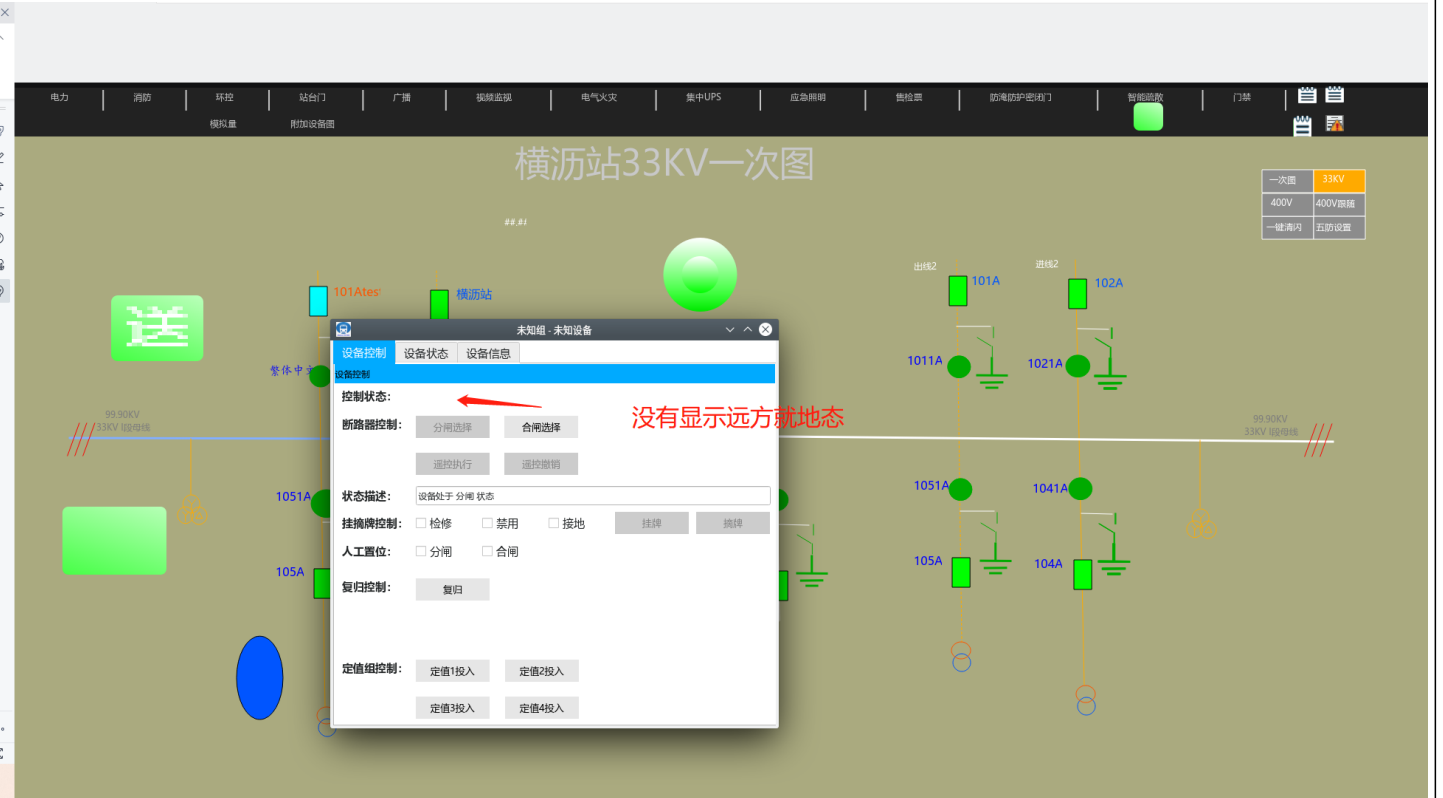 电力 消防 环控 站台门 广播 视频监视 电气火灾 集中UPS 应急照明 售检票 防淹防护密闭门 智能疏散 门禁
模拟量 附加设备图
横沥站33KV一次图
一次图 33KV
400V 400V跟随
一键清闪 五防设置
##.##
出线2 进线2
101Ates 横沥站 101A 102A
送
未知组 - 未知设备
设备控制 设备状态 设备信息
设备控制
繁体中 1011A 1021A
控制状态:
没有显示远方就地态
断路器控制: 分闸选择 合闸选择
99.90KV
33KV I段母线
99.90KV
33KV II段母线
遥控执行 遥控撤销
1051A 1051A 1041A
状态描述: 设备处于 分闸 状态
挂摘牌控制: 检修 禁用 接地 挂牌 摘牌
人工置位: 分闸 合闸
105A 105A 104A
复归控制: 复归
定值组控制: 定值1投入 定值2投入
定值3投入 定值4投入